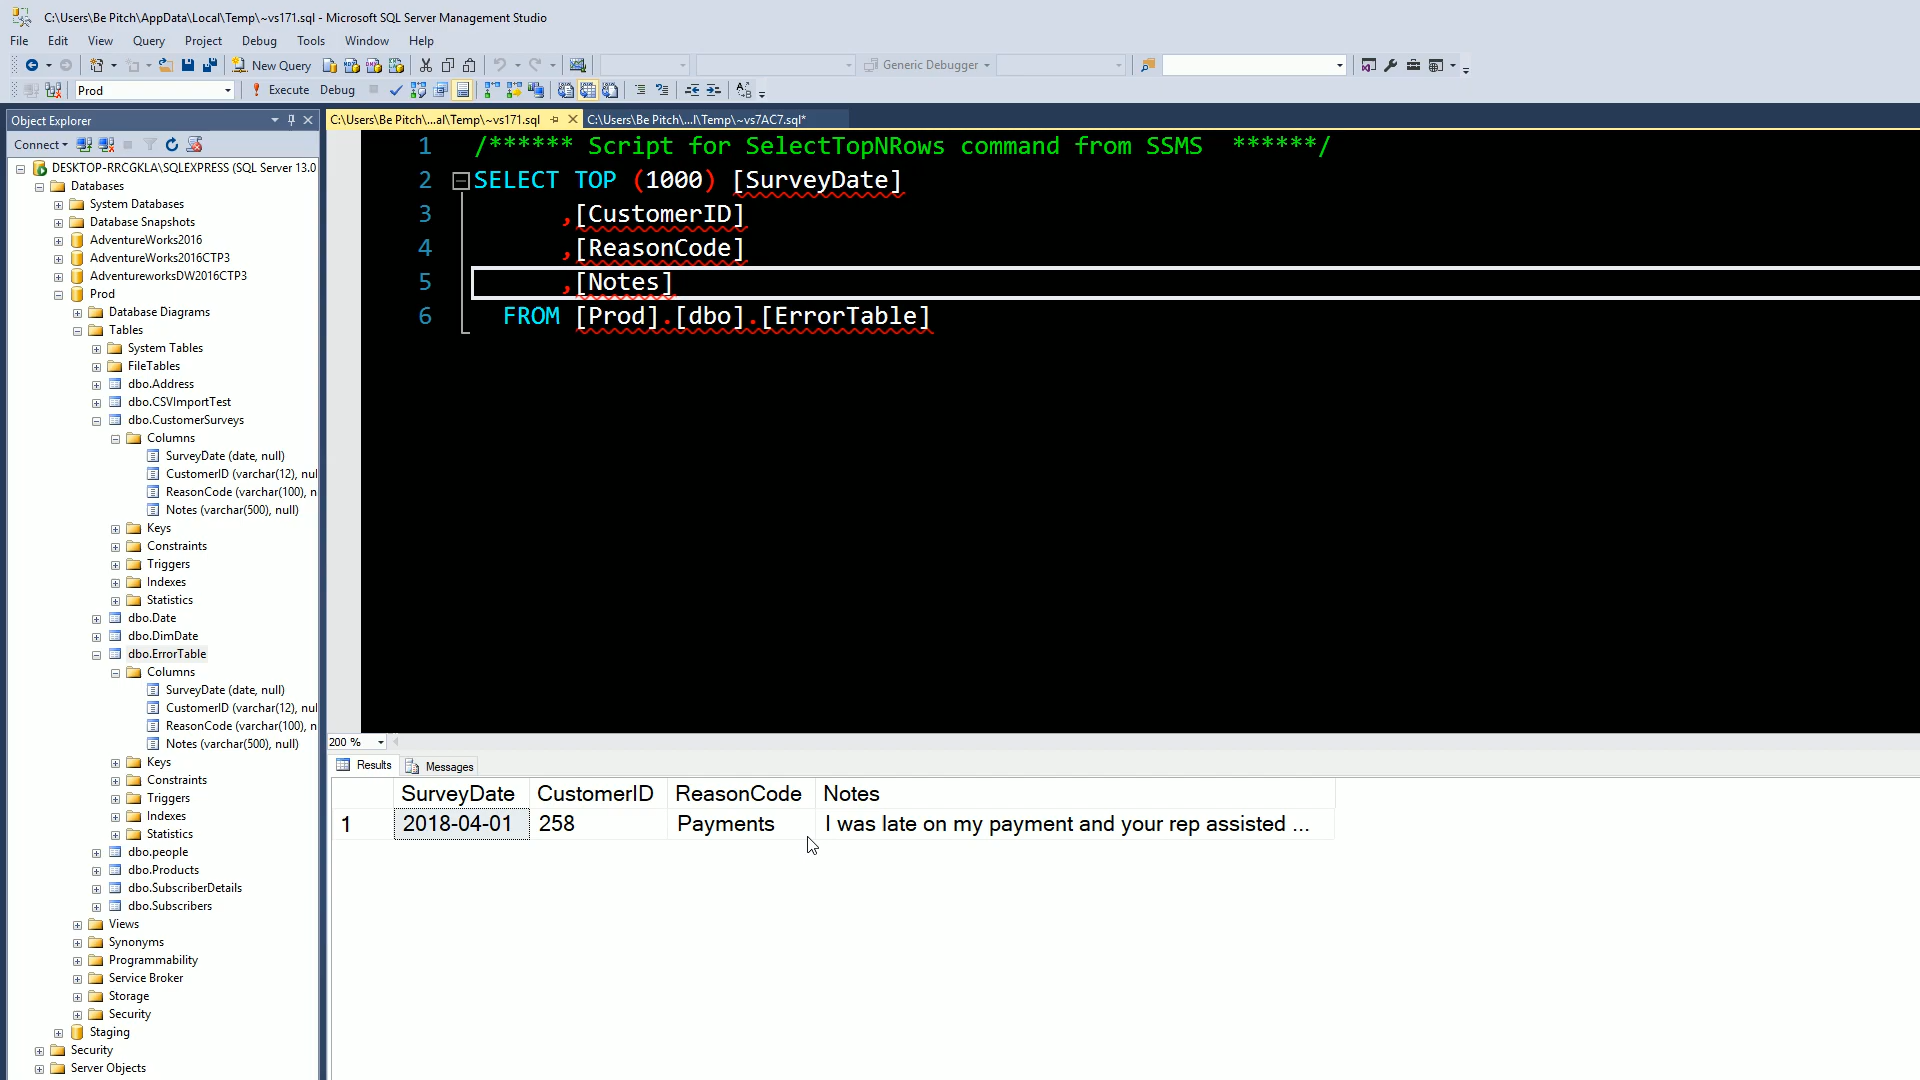 C:\Users\Be Pitch\AppData\Local\Temp\~vs171.sql - Microsoft SQL Server Management Studio
File Edit View Query Project Debug Tools Window Help
New Query Generic Debugger
Prod Execute Debug
Object Explorer
Connect
DESKTOP-RRCGKLA\SQLEXPRESS (SQL Server 13.0
Databases
System Databases
Database Snapshots
AdventureWorks2016
AdventureWorks2016CTP3
AdventureworksDW2016CTP3
Prod
Database Diagrams
Tables
System Tables
FileTables
dbo.Address
dbo.CSVImportTest
dbo.CustomerSurveys
Columns
SurveyDate (date, null)
CustomerID (varchar(12), nul
ReasonCode (varchar(100), n
Notes (varchar(500), null)
Keys
Constraints
Triggers
Indexes
Statistics
dbo.Date
dbo.DimDate
dbo.ErrorTable
Columns
SurveyDate (date, null)
CustomerID (varchar(12), nul
ReasonCode (varchar(100), n
Notes (varchar(500), null)
Keys
Constraints
Triggers
Indexes
Statistics
dbo.people
dbo.Products
dbo.SubscriberDetails
dbo.Subscribers
Views
Synonyms
Programmability
Service Broker
Storage
Security
Staging
Security
Server Objects
C:\Users\Be Pitch\...al\Temp\~vs171.sql C:\Users\Be Pitch\...l\Temp\~vs7AC7.sql*
1 /****** Script for SelectTopNRows command from SSMS ******/
2 SELECT TOP (1000) [SurveyDate]
3 ,[CustomerID]
4 ,[ReasonCode]
5 ,[Notes]
6 FROM [Prod].[dbo].[ErrorTable]
200 %
Results Messages
SurveyDate CustomerID ReasonCode Notes
1 2018-04-01 258 Payments I was late on my payment and your rep assisted ...